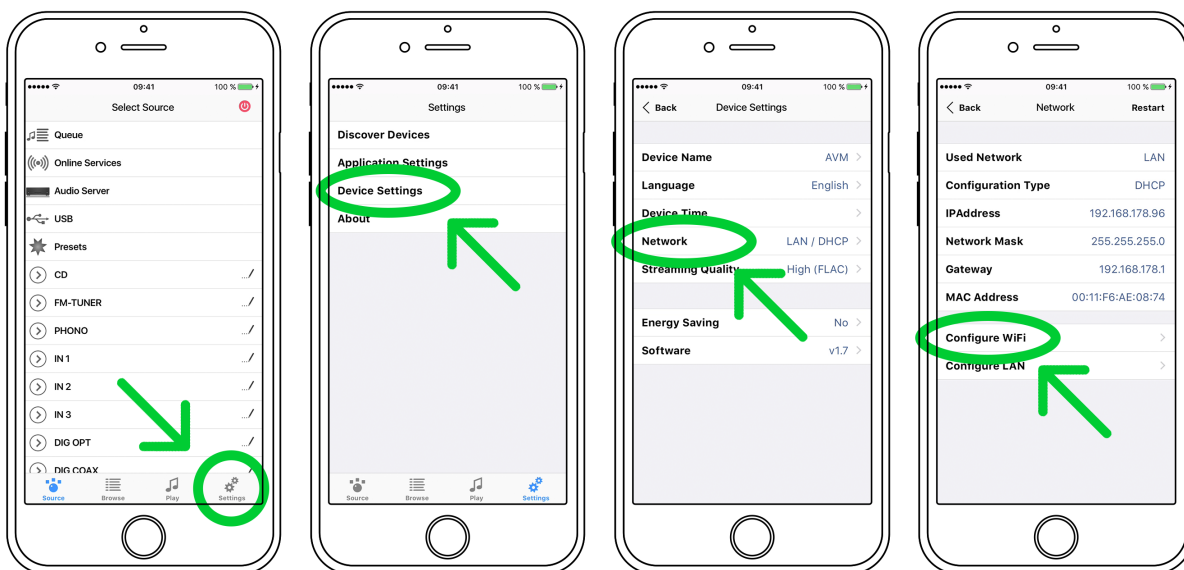 09:41
100 %
Select Source
Queue
Online Services
Audio Server
USB
Presets
CD .../
FM-TUNER .../
PHONO .../
IN 1 .../
IN 2 .../
IN 3 .../
DIG OPT .../
DIG COAX
Source Browse Play Settings
09:41
100 %
Settings
Discover Devices
Application Settings
Device Settings
About
Source Browse Play Settings
09:41
100 %
Back Device Settings
Device Name AVM
Language English
Device Time
Network LAN / DHCP
Streaming Quality High (FLAC)
Energy Saving No
Software v1.7
09:41
100 %
Back Network Restart
Used Network LAN
Configuration Type DHCP
IPAddress 192.168.178.96
Network Mask 255.255.255.0
Gateway 192.168.178.1
MAC Address 00:11:F6:AE:08:74
Configure WiFi
Configure LAN